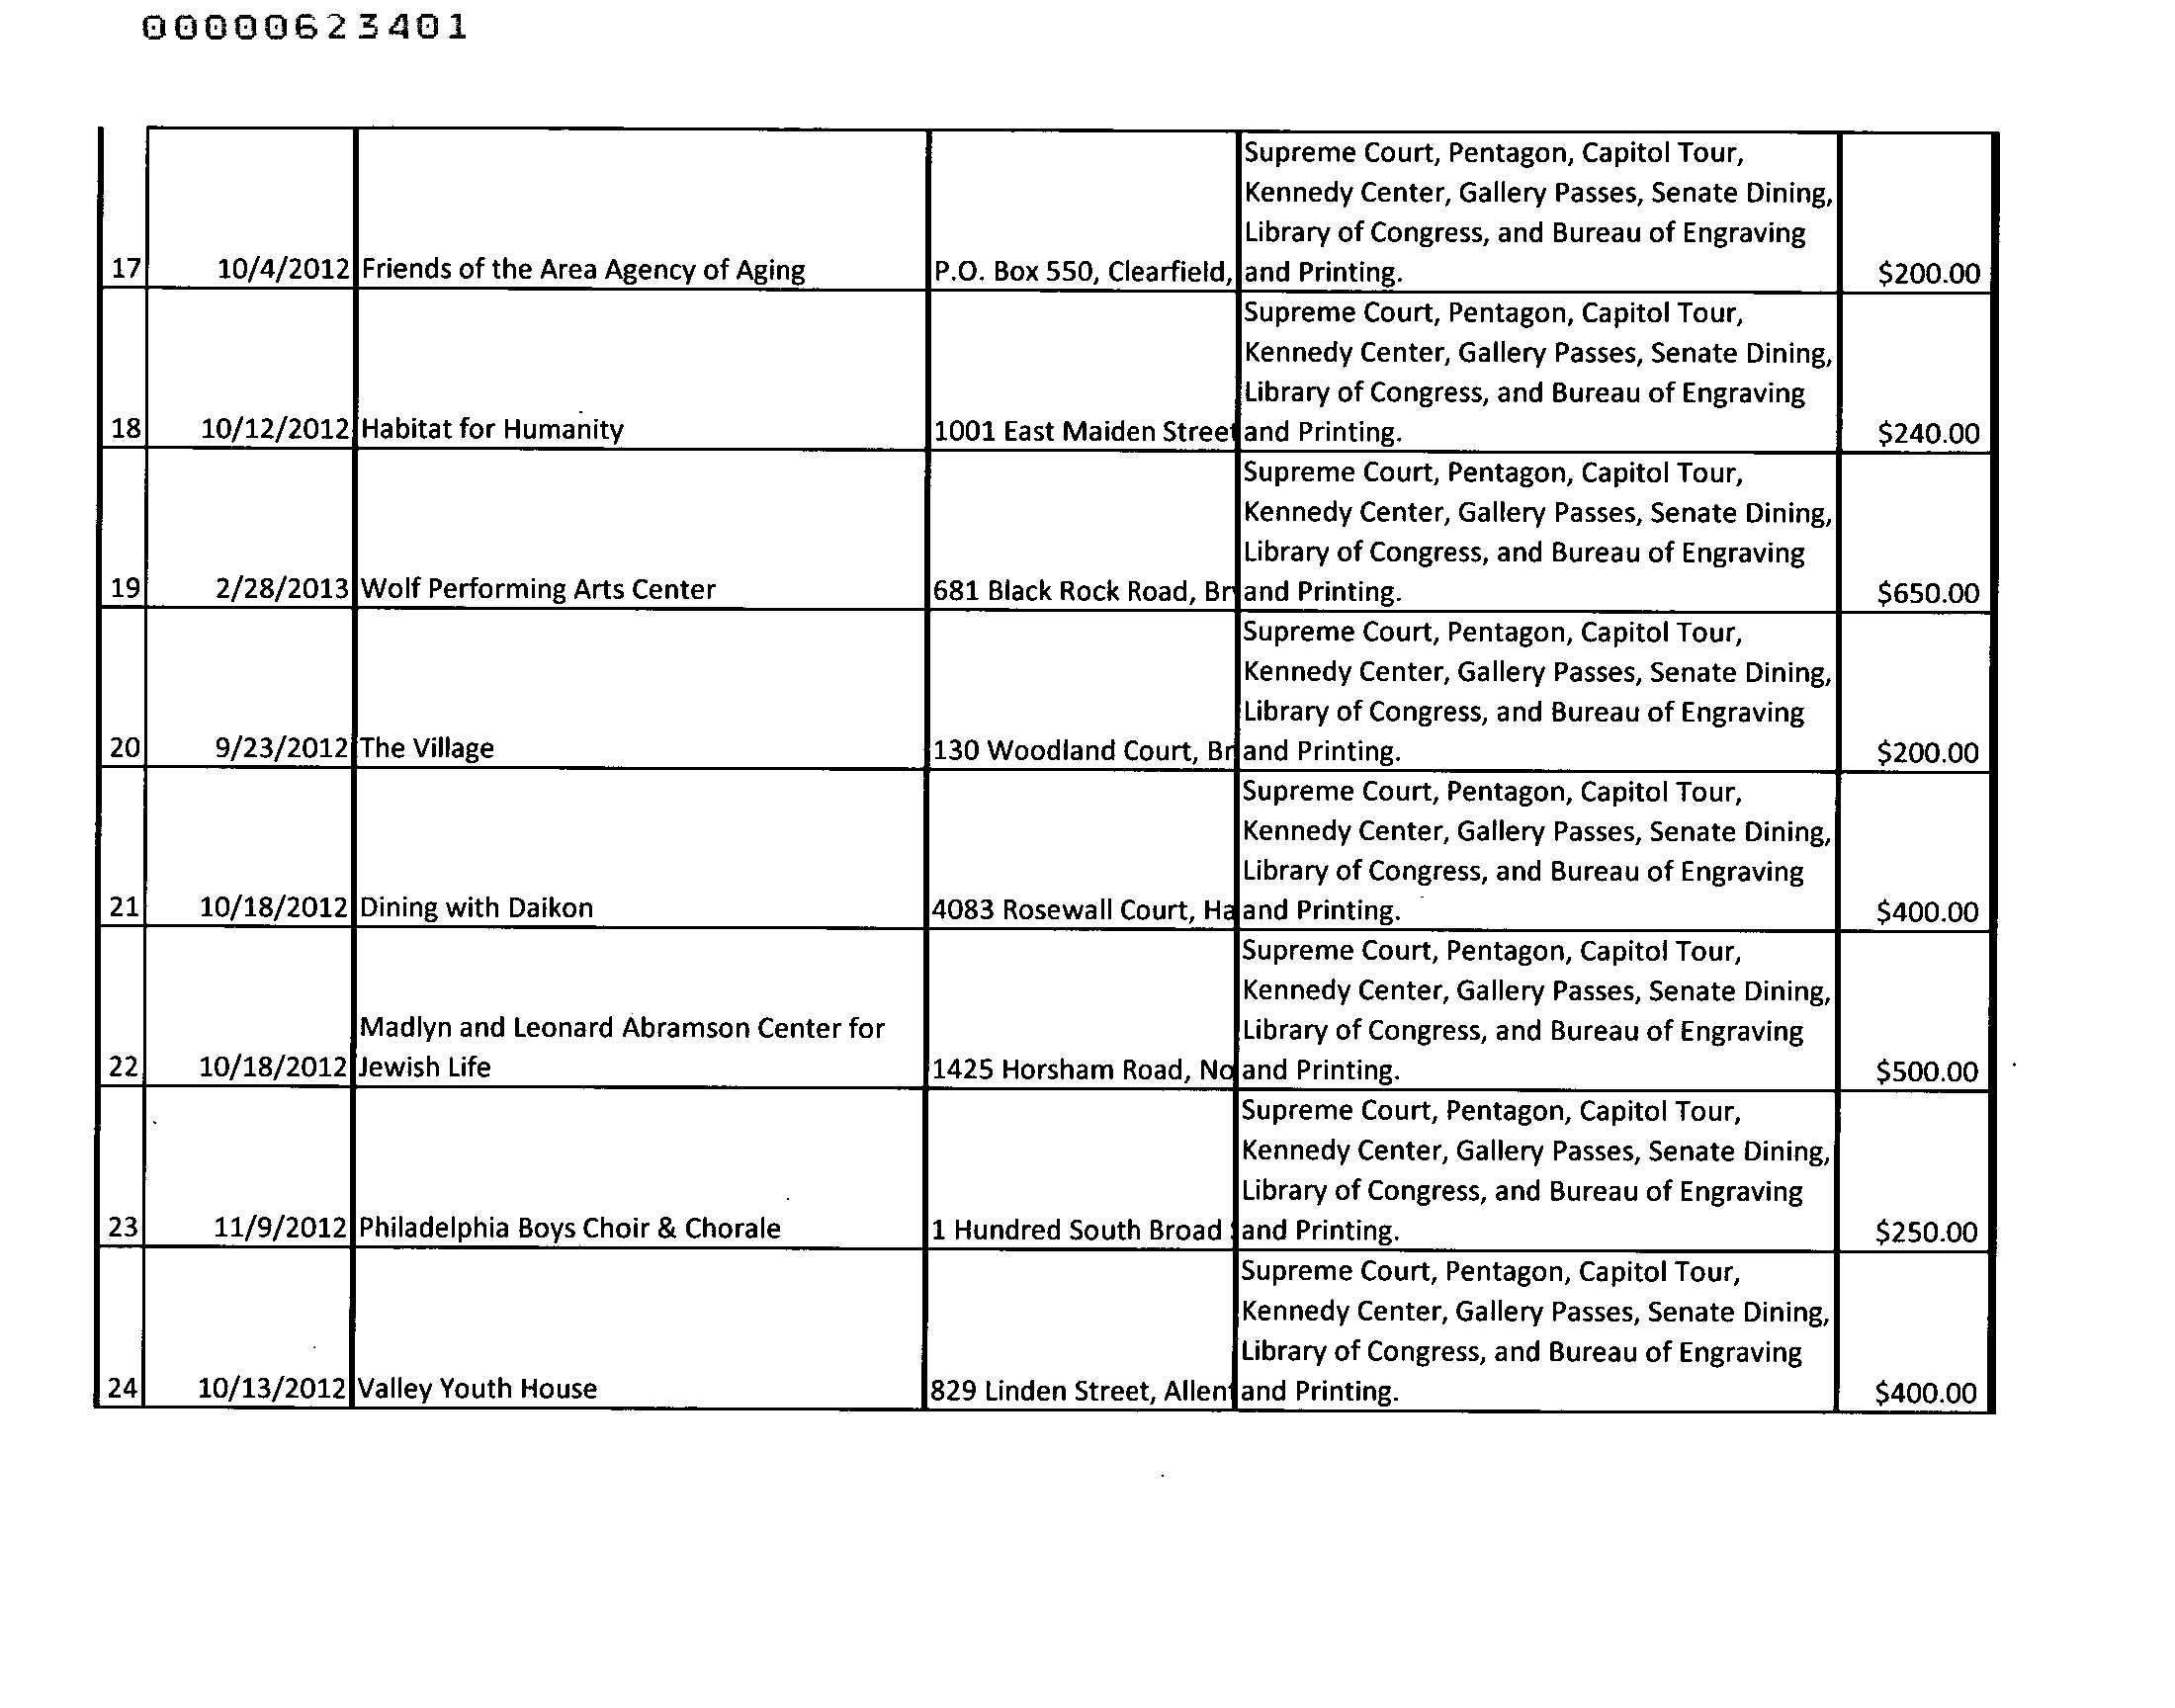 00000623401
Supreme Court, Pentagon, Capitol Tour,
Kennedy Center, Gallery Passes, Senate Dining,
Library of Congress, and Bureau of Engraving
17 10/4/2012 Friends of the Area Agency of Aging P.O. Box 550, Clearfield, and Printing. $200.00
Supreme Court, Pentagon, Capitol Tour,
Kennedy Center, Gallery Passes, Senate Dining,
Library of Congress, and Bureau of Engraving
18 10/12/2012 Habitat for Humanity 1001 East Maiden Street and Printing. $240.00
Supreme Court, Pentagon, Capitol Tour,
Kennedy Center, Gallery Passes, Senate Dining,
Library of Congress, and Bureau of Engraving
19 2/28/2013 Wolf Performing Arts Center 681 Black Rock Road, Bry and Printing. $650.00
Supreme Court, Pentagon, Capitol Tour,
Kennedy Center, Gallery Passes, Senate Dining,
Library of Congress, and Bureau of Engraving
20 9/23/2012 The Village 130 Woodland Court, Br and Printing. $200.00
Supreme Court, Pentagon, Capitol Tour,
Kennedy Center, Gallery Passes, Senate Dining,
Library of Congress, and Bureau of Engraving
21 10/18/2012 Dining with Daikon 4083 Rosewall Court, Ha and Printing. $400.00
Supreme Court, Pentagon, Capitol Tour,
Kennedy Center, Gallery Passes, Senate Dining,
Madlyn and Leonard Abramson Center for Library of Congress, and Bureau of Engraving
22 10/18/2012 Jewish Life 1425 Horsham Road, No and Printing. $500.00
Supreme Court, Pentagon, Capitol Tour,
Kennedy Center, Gallery Passes, Senate Dining,
Library of Congress, and Bureau of Engraving
23 11/9/2012 Philadelphia Boys Choir & Chorale 1 Hundred South Broad and Printing. $250.00
Supreme Court, Pentagon, Capitol Tour,
Kennedy Center, Gallery Passes, Senate Dining,
Library of Congress, and Bureau of Engraving
24 10/13/2012 Valley Youth House 829 Linden Street, Allent and Printing. $400.00